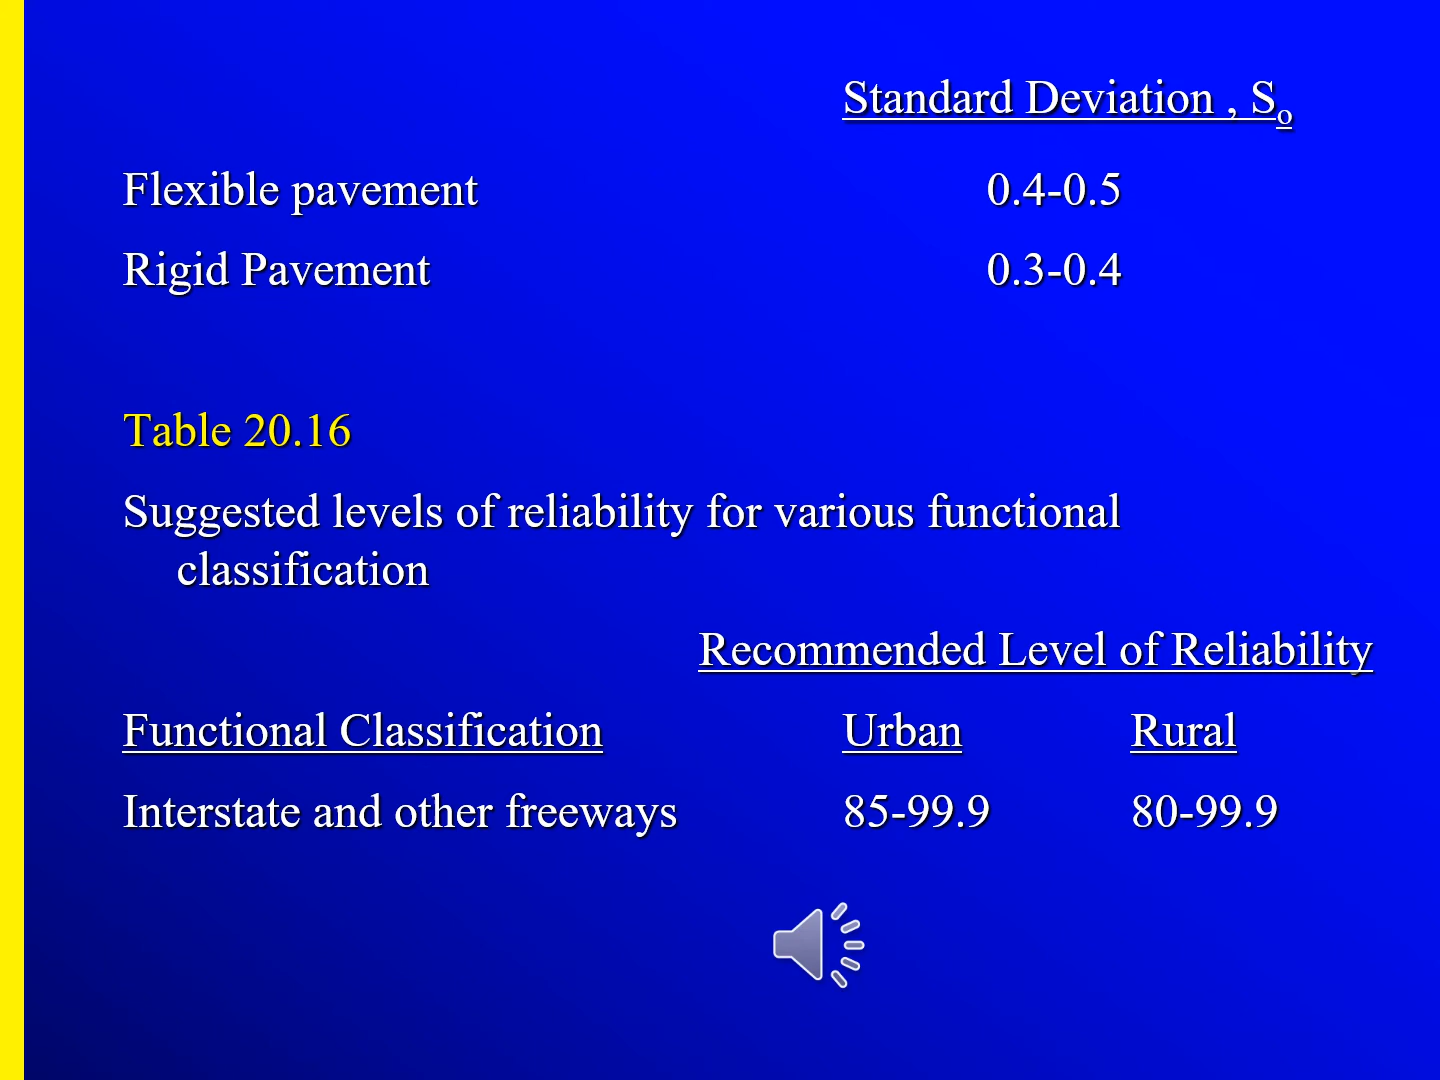 Standard Deviation , So
Flexible pavement 0.4-0.5
Rigid Pavement 0.3-0.4
Table 20.16
Suggested levels of reliability for various functional
classification
Recommended Level of Reliability
Functional Classification Urban Rural
Interstate and other freeways 85-99.9 80-99.9